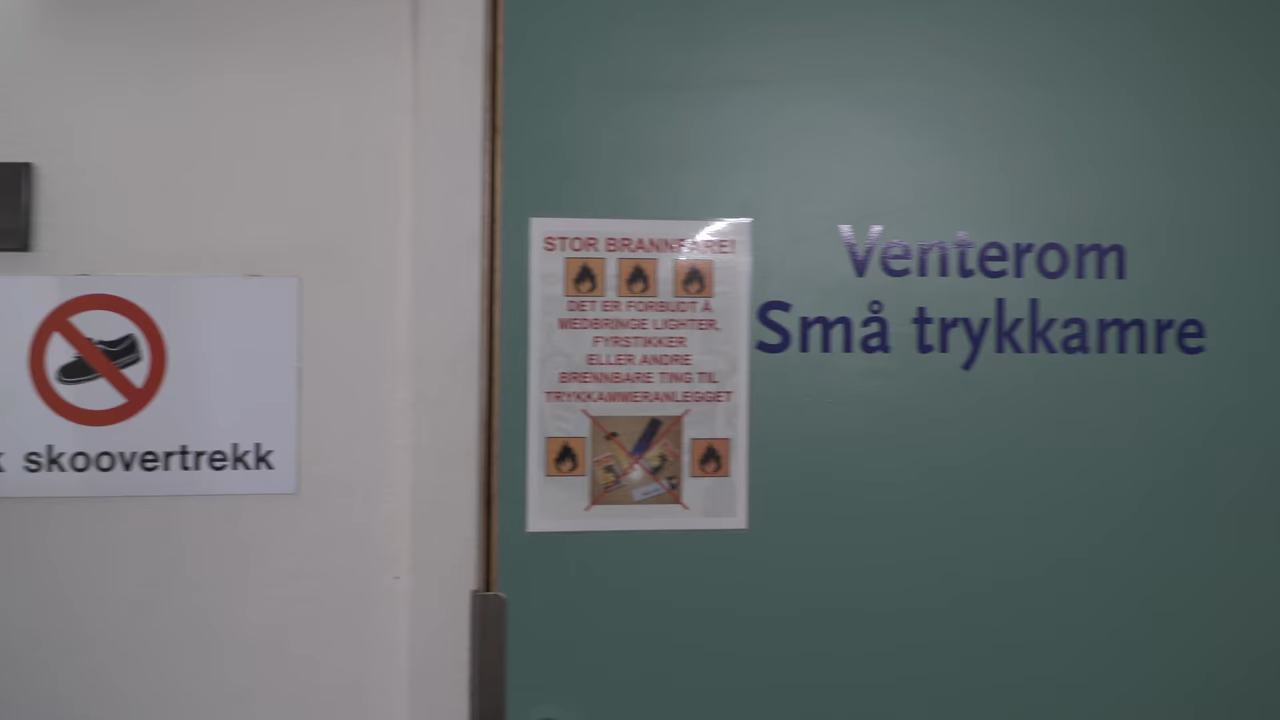 skoovertrekk
STOR BRANNFARE!
DET ER FORBUDT Å
MEDBRINGE LIGHTER,
FYRSTIKKER
ELLER ANDRE
BRENNBARE TING TIL
TRYKKAMMERANLEGGET
Venterom
Små trykkamre